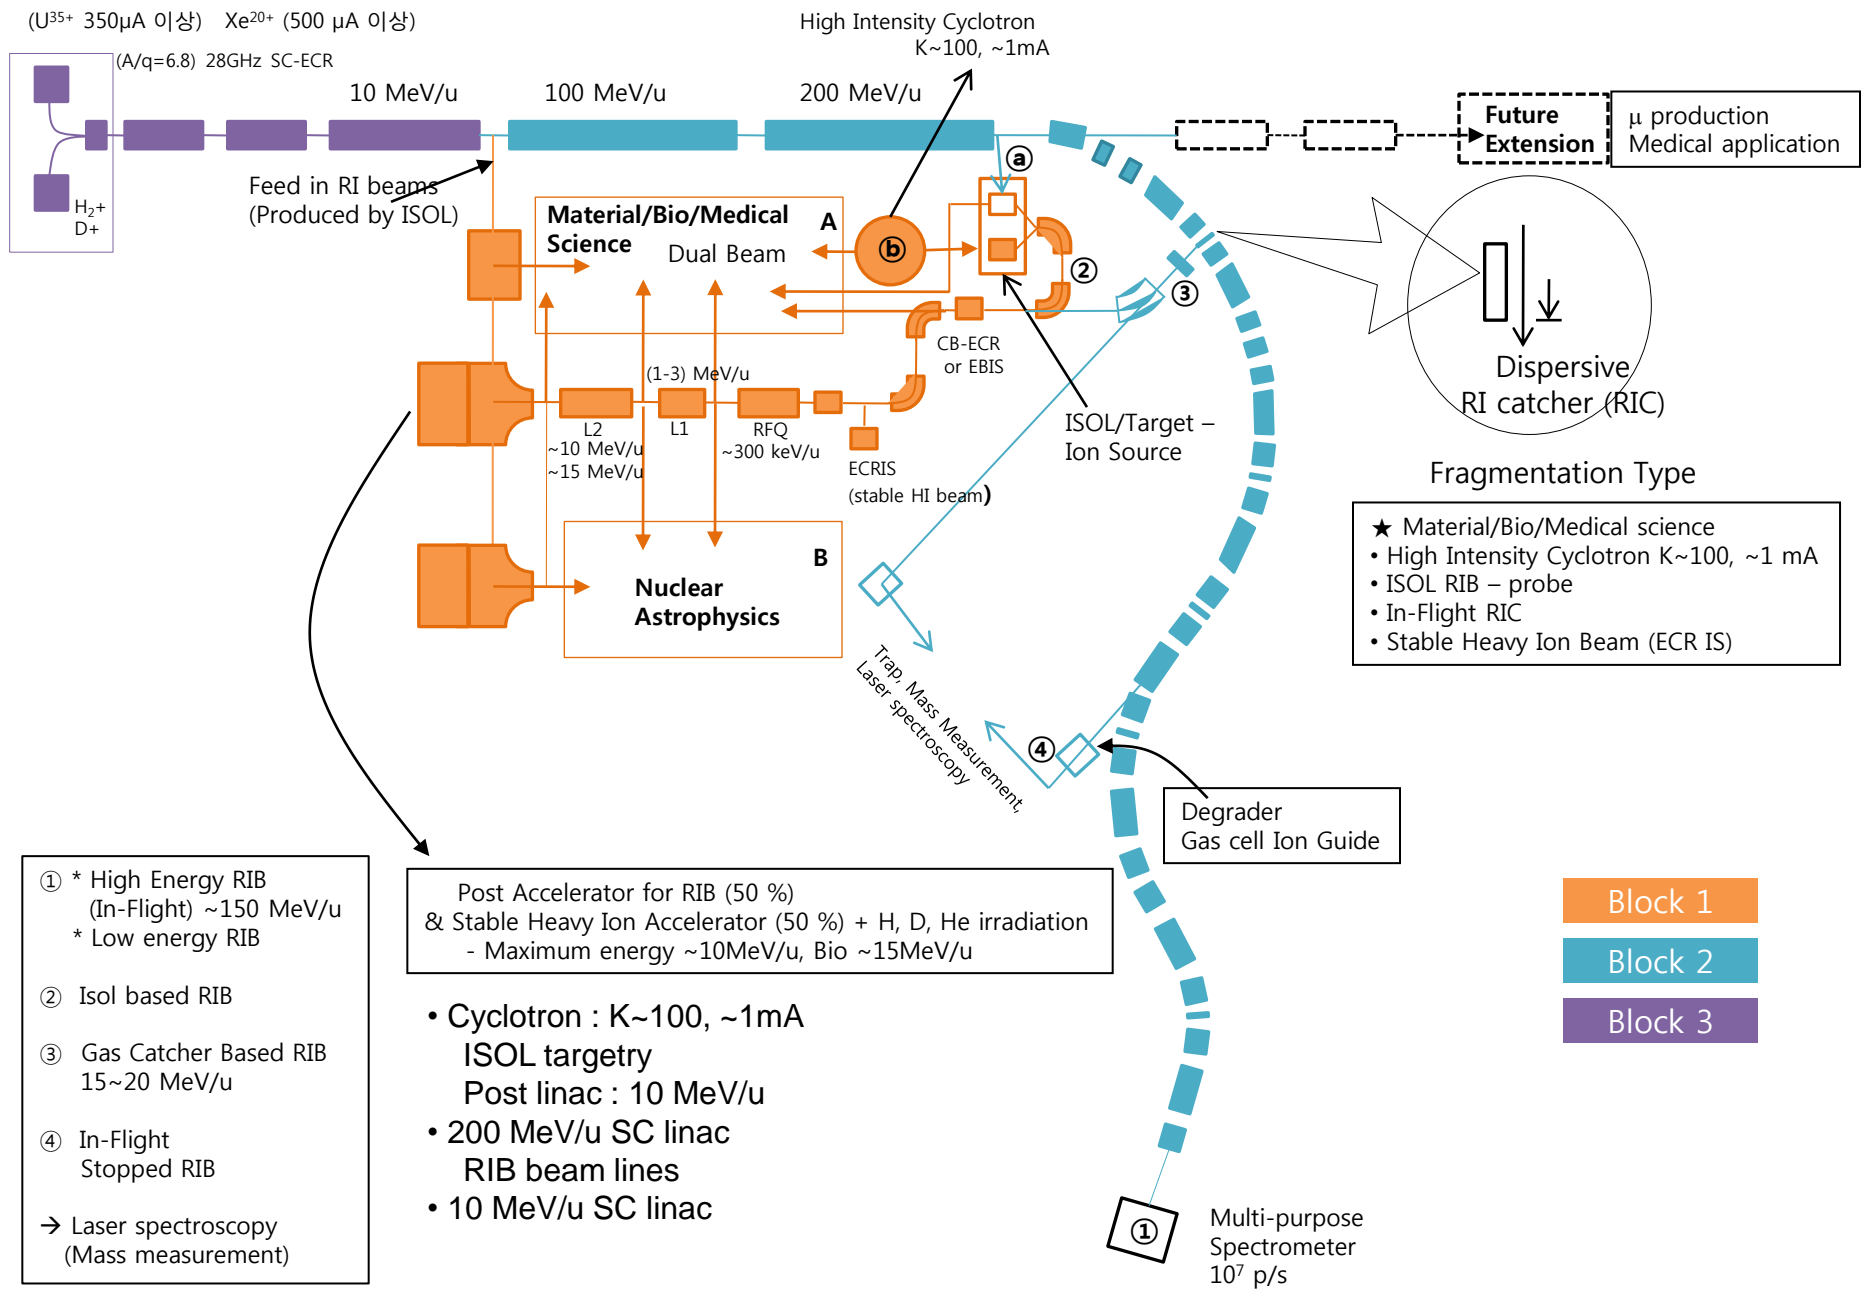 (U³⁵⁺ 350μA 이상) Xe²⁰⁺ (500 μA 이상)
(A/q=6.8) 28GHz SC-ECR
High Intensity Cyclotron
K~100, ~1mA
10 MeV/u
100 MeV/u
200 MeV/u
H₂+
D+
Feed in RI beams
(Produced by ISOL)
Future
Extension
μ production
Medical application
Material/Bio/Medical
Science
A
Dual Beam
ⓑ
ⓐ
②
③
CB-ECR
or EBIS
(1-3) MeV/u
L2
~10 MeV/u
~15 MeV/u
L1
RFQ
~300 keV/u
ECRIS
(stable HI beam)
ISOL/Target –
Ion Source
Dispersive
RI catcher (RIC)
Fragmentation Type
★ Material/Bio/Medical science
• High Intensity Cyclotron K~100, ~1 mA
• ISOL RIB – probe
• In-Flight RIC
• Stable Heavy Ion Beam (ECR IS)
B
Nuclear
Astrophysics
Trap, Mass Measurement,
Laser spectroscopy
④
Degrader
Gas cell Ion Guide
① * High Energy RIB
(In-Flight) ~150 MeV/u
* Low energy RIB
② Isol based RIB
③ Gas Catcher Based RIB
15~20 MeV/u
④ In-Flight
Stopped RIB
→ Laser spectroscopy
(Mass measurement)
Post Accelerator for RIB (50 %)
& Stable Heavy Ion Accelerator (50 %) + H, D, He irradiation
- Maximum energy ~10MeV/u, Bio ~15MeV/u
• Cyclotron : K~100, ~1mA
ISOL targetry
Post linac : 10 MeV/u
• 200 MeV/u SC linac
RIB beam lines
• 10 MeV/u SC linac
Block 1
Block 2
Block 3
①
Multi-purpose
Spectrometer
10⁷ p/s